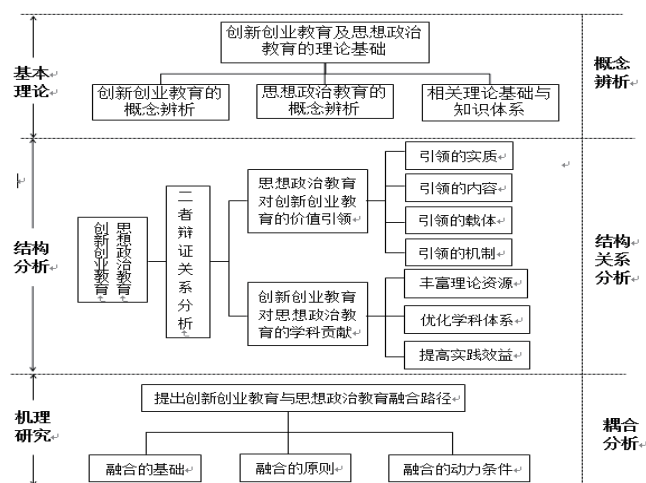 创新创业教育及思想政治
教育的理论基础
基本
理论
概念
辨析
创新创业教育的
概念辨析
思想政治教育的
概念辨析
相关理论基础与
知识体系
结构
分析
创新创业教育
思想政治教育
二者辩证关系分析
思想政治教育
对创新创业教
育的价值引领
引领的实质
引领的内容
引领的载体
引领的机制
创新创业教育
对思想政治教
育的学科贡献
丰富理论资源
优化学科体系
提高实践效益
结构
关系
分析
机理
研究
提出创新创业教育与思想政治教育融合路径
融合的基础
融合的原则
融合的动力条件
耦合
分析